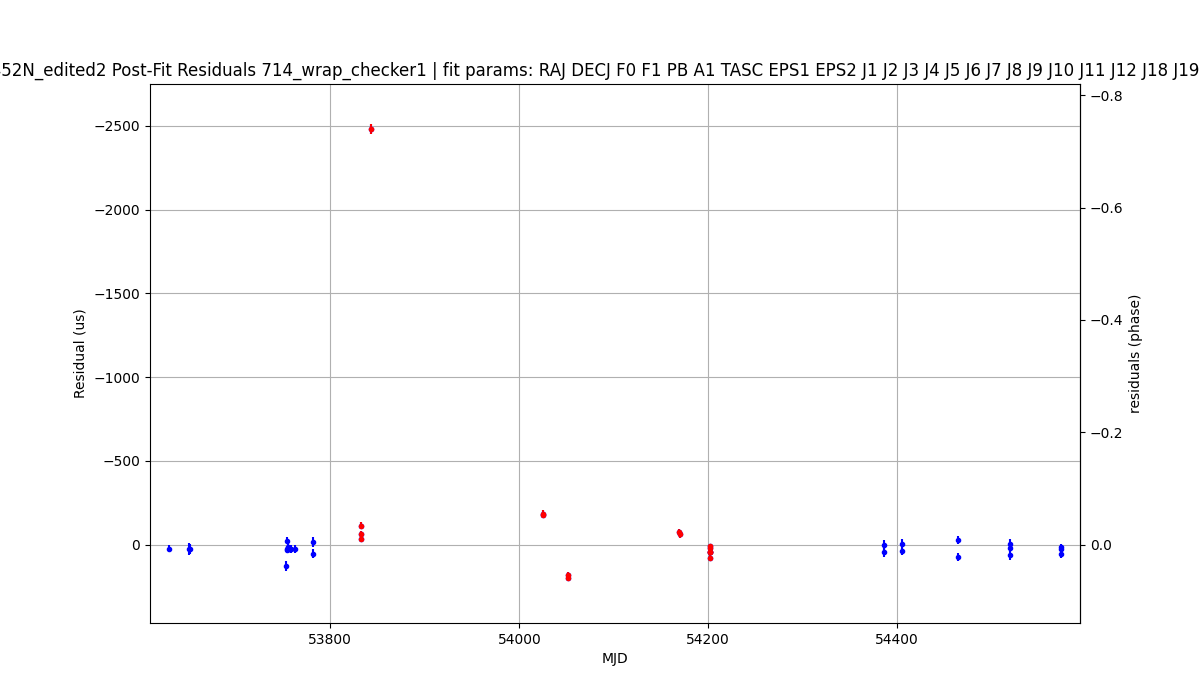 52N_edited2 Post-Fit Residuals 714_wrap_checker1 | fit params: RAJ DECJ F0 F1 PB A1 TASC EPS1 EPS2 J1 J2 J3 J4 J5 J6 J7 J8 J9 J10 J11 J12 J18 J19
−2500
−2000
−1500
−1000
−500
0
Residual (us)
−0.8
−0.6
−0.4
−0.2
0.0
residuals (phase)
53800 54000 54200 54400
MJD